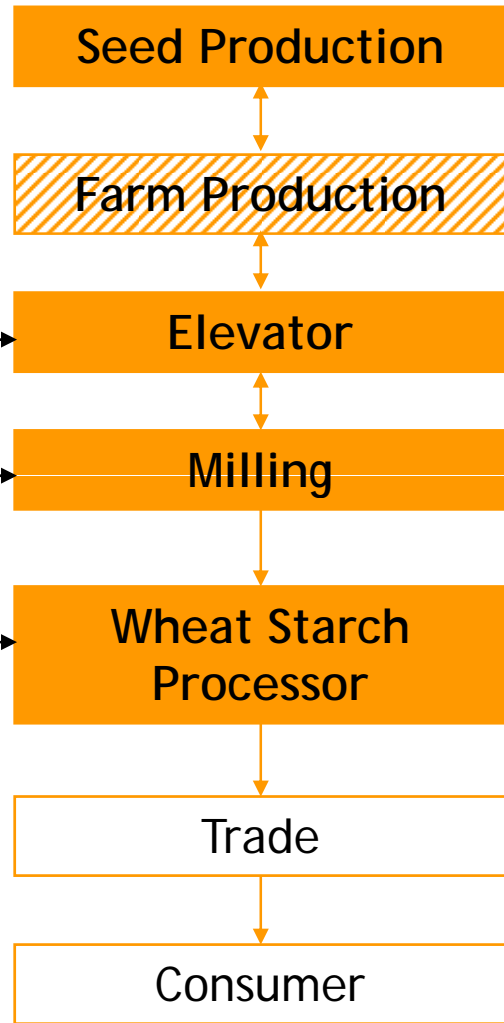 Seed Production
Farm Production
Elevator
Milling
Wheat Starch
Processor
Trade
Consumer